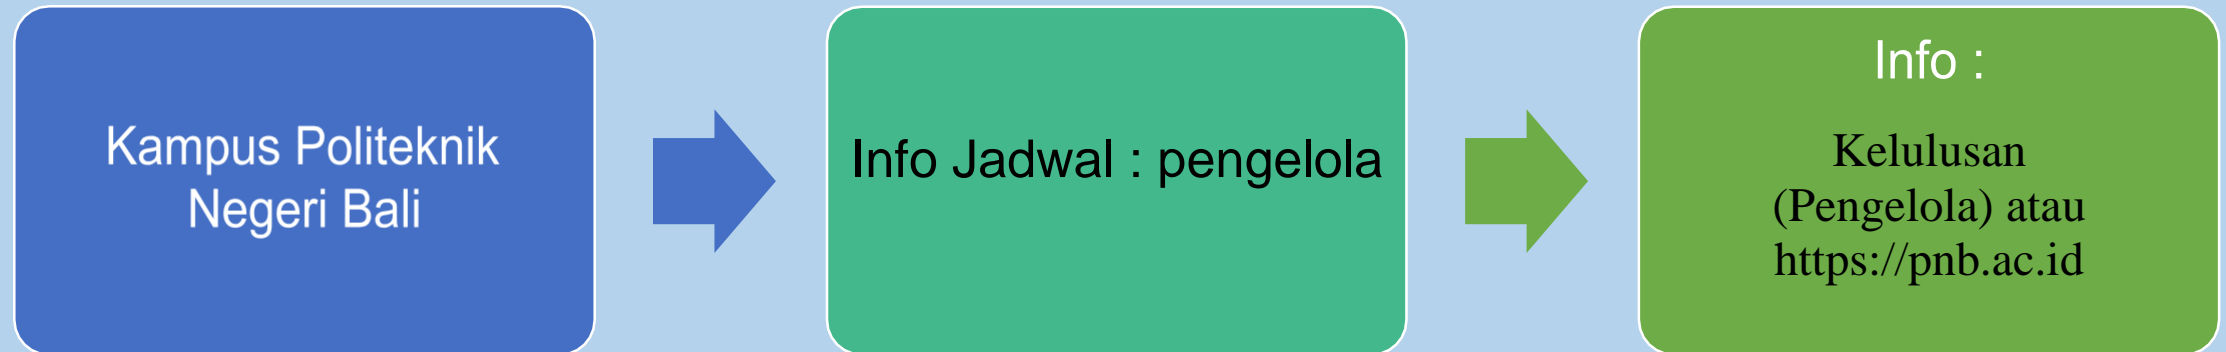 Kampus Politeknik
Negeri Bali
Info Jadwal : pengelola
Info :
Kelulusan
(Pengelola) atau
https://pnb.ac.id